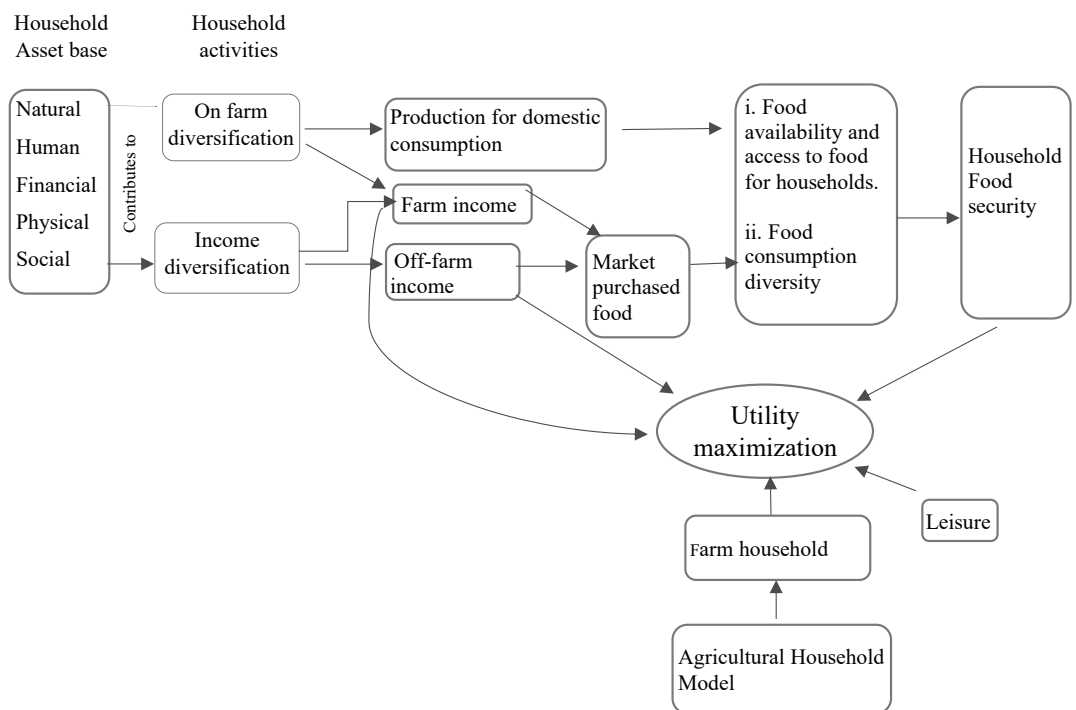 Household
Asset base
Household
activities
Natural
Human
Financial
Physical
Social
Contributes to
On farm
diversification
Income
diversification
Production for domestic
consumption
Farm income
Off-farm
income
Market
purchased
food
i. Food
availability and
access to food
for households.
ii. Food
consumption
diversity
Household
Food
security
Utility
maximization
Leisure
Farm household
Agricultural Household
Model